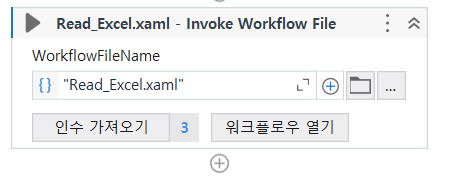 Read_Excel.xaml - Invoke Workflow File
WorkflowFileName
{ } "Read_Excel.xaml" ...
인수 가져오기 3 워크플로우 열기